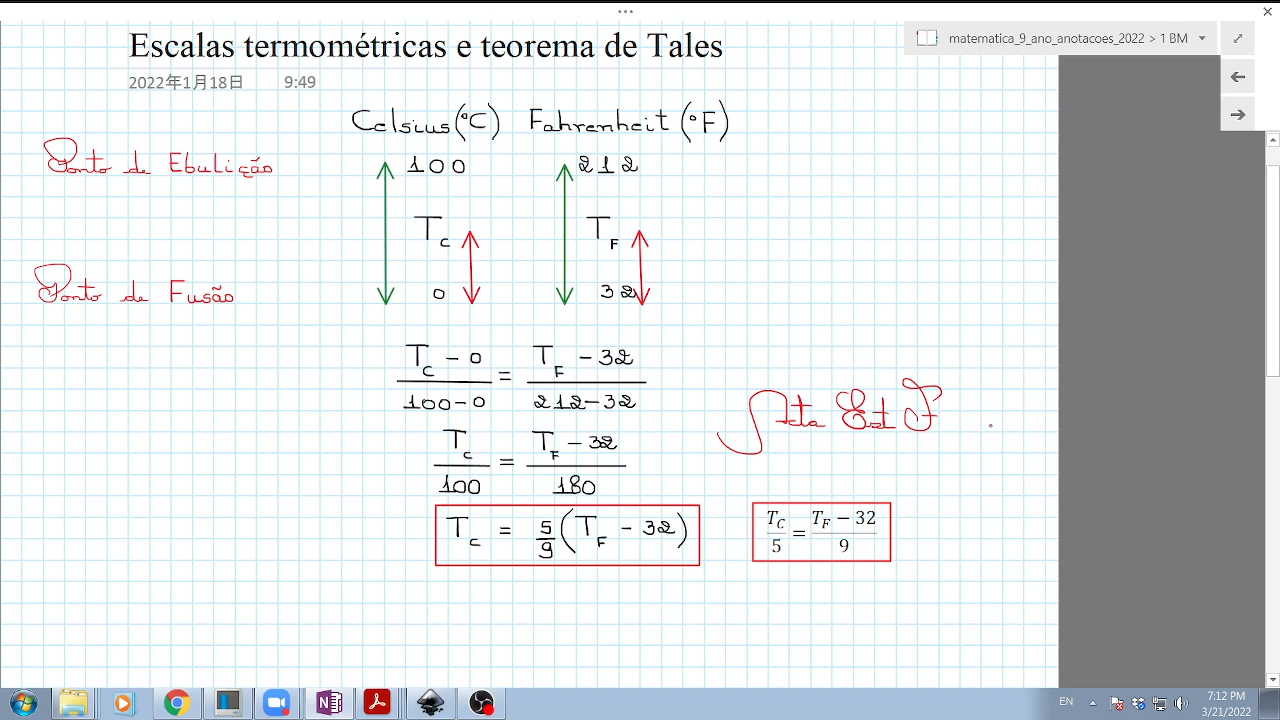 Escalas termométricas e teorema de Tales
matematica_9_ano_anotacoes_2022 > 1 BM
2022年1月18日 9:49
Celsius (°C) Fahrenheit (°F)
Ponto de Ebulição 100 212
T_C T_F
Ponto de Fusão 0 32
(T_C - 0)/(100-0) = (T_F - 32)/(212-32)
T_C/100 = (T_F - 32)/180
T_C = 5/9 (T_F - 32)
T_C/5 = (T_F − 32)/9
EN
7:12 PM
3/21/2022